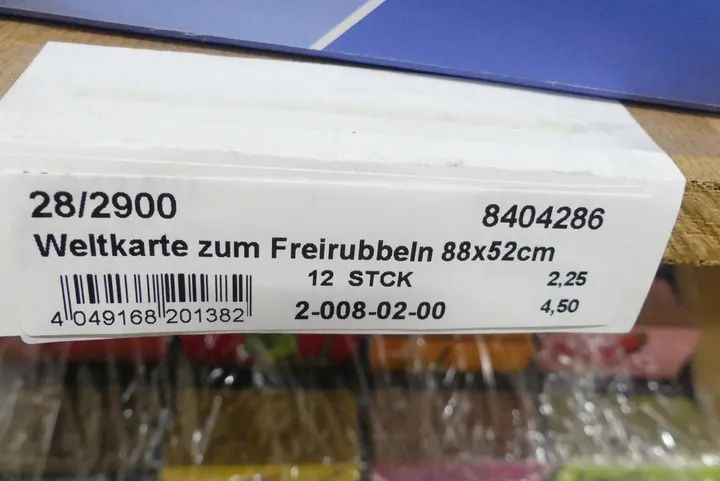 28/2900 8404286
Weltkarte zum Freirubbeln 88x52cm
12 STCK 2,25
4 049168 201382 2-008-02-00 4,50